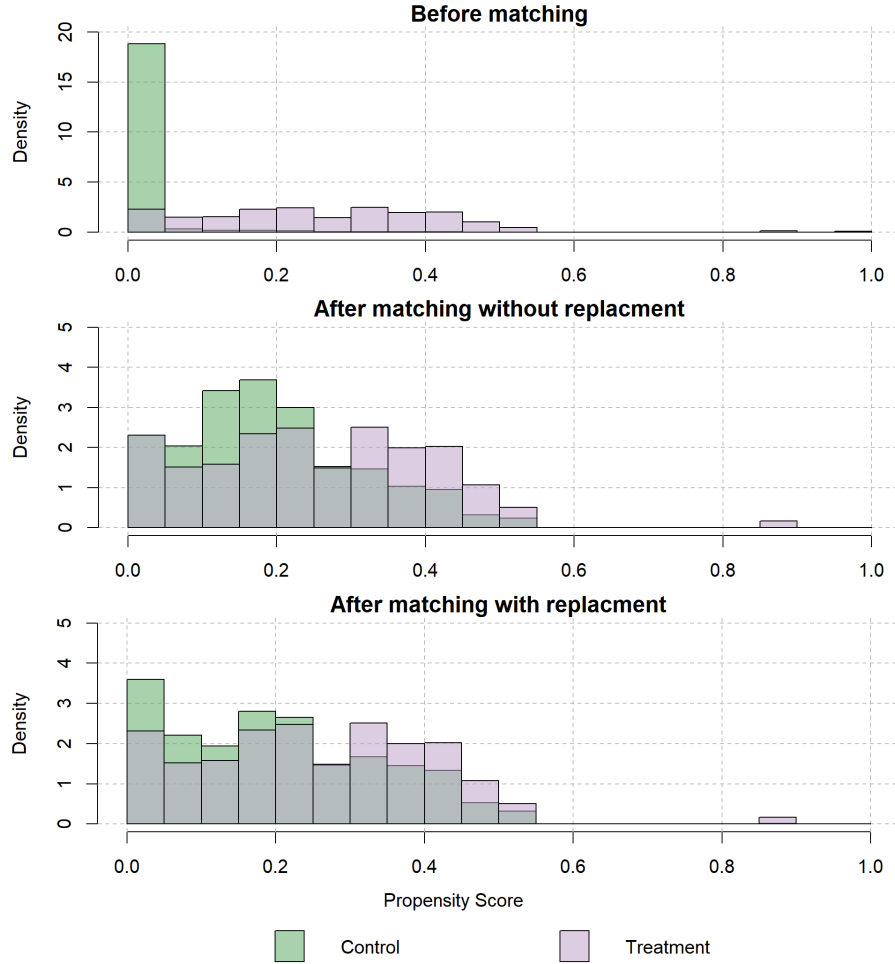 Before matching
Density
20
15
10
5
0
0.0 0.2 0.4 0.6 0.8 1.0
After matching without replacment
Density
5
4
3
2
1
0
0.0 0.2 0.4 0.6 0.8 1.0
After matching with replacment
Density
5
4
3
2
1
0
0.0 0.2 0.4 0.6 0.8 1.0
Propensity Score
Control Treatment